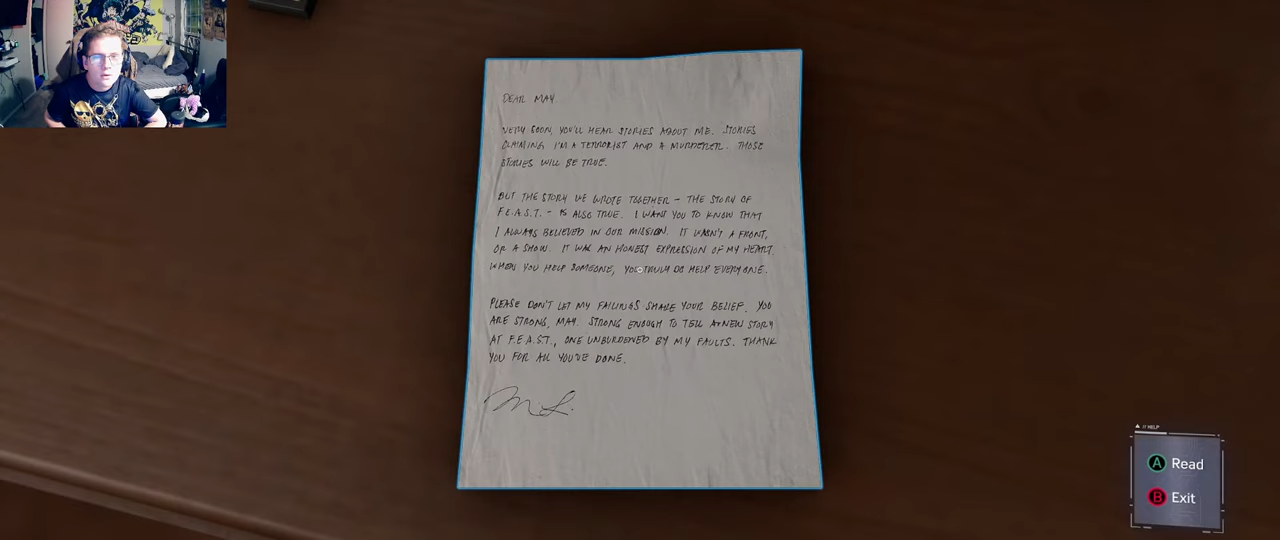 DEAR MAY
VERY SOON, YOU'LL HEAR STORIES ABOUT ME. STORIES
CLAIMING I'M A TERRORIST AND A MURDERER. THOSE
STORIES WILL BE TRUE.
BUT THE STORY WE WROTE TOGETHER - THE STORY OF
F.E.A.S.T. - IS ALSO TRUE. I WANT YOU TO KNOW THAT
I ALWAYS BELIEVED IN OUR MISSION. IT WASN'T A FRONT,
OR A SHOW. IT WAS AN HONEST EXPRESSION OF MY HEART.
WHEN YOU HELP SOMEONE, YOU TRULY DO HELP EVERYONE.
PLEASE DON'T LET MY FAILINGS SHAKE YOUR BELIEF. YOU
ARE STRONG, MAY. STRONG ENOUGH TO TELL A NEW STORY
AT F.E.A.S.T., ONE UNBURDENED BY MY FAULTS. THANK
YOU FOR ALL YOU'VE DONE.
M L.
HELP
A Read
B Exit